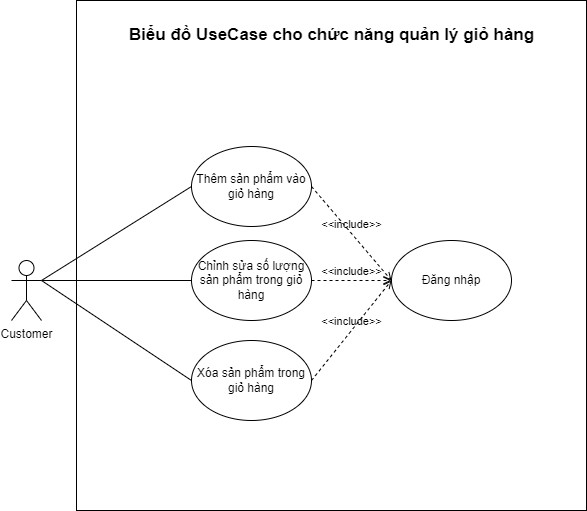 Biểu đồ UseCase cho chức năng quản lý giỏ hàng
Thêm sản phẩm vào
giỏ hàng
<<include>>
Chỉnh sửa số lượng
sản phẩm trong giỏ
hàng
<<include>>
Đăng nhập
<<include>>
Customer
Xóa sản phẩm trong
giỏ hàng